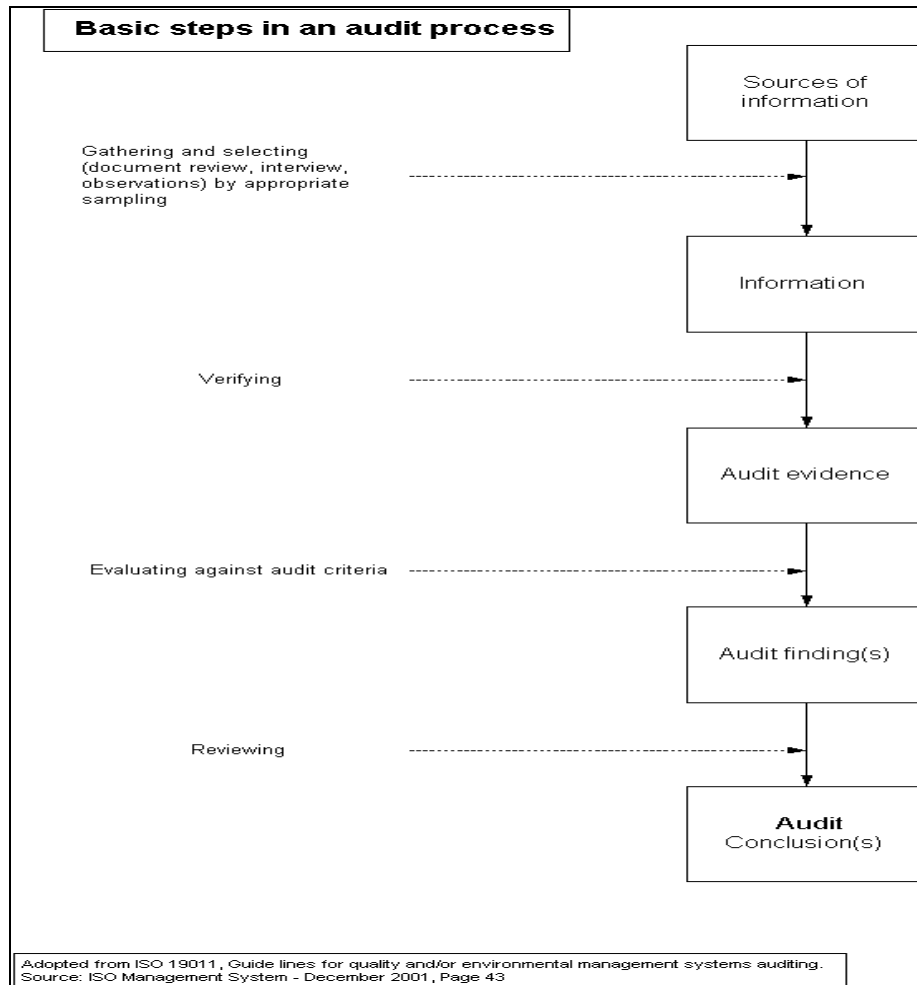 Basic steps in an audit process
Sources of
information
Gathering and selecting
(document review, interview,
observations) by appropriate
sampling
Information
Verifying
Audit evidence
Evaluating against audit criteria
Audit finding(s)
Reviewing
Audit
Conclusion(s)
Adopted from ISO 19011, Guide lines for quality and/or environmental management systems auditing.
Source: ISO Management System - December 2001, Page 43